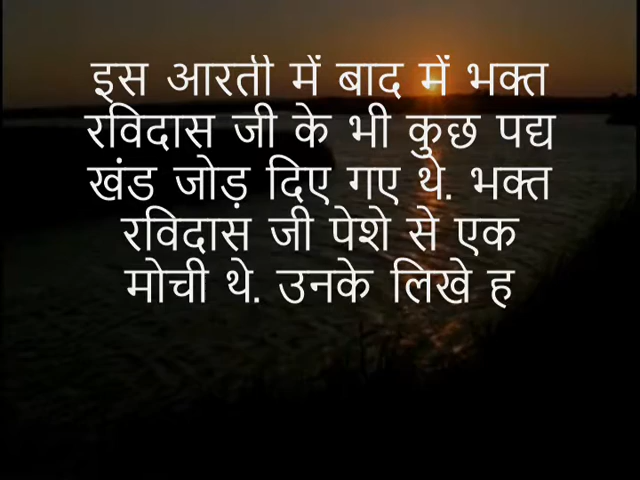 इस आरती में बाद में भक्त
रविदास जी के भी कुछ पद्य
खंड जोड़ दिए गए थे. भक्त
रविदास जी पेशे से एक
मोची थे. उनके लिखे ह